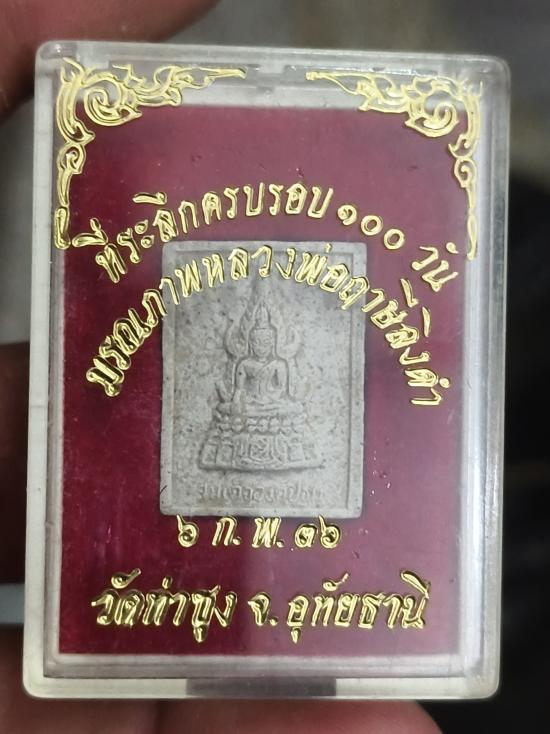 ที่ระลึกครบรอบ ๑๐๐ วัน
มรณภาพหลวงพ่อฤาษีลิงดำ
๖ ก.พ. ๓๖
วัดท่าซุง จ. อุทัยธานี